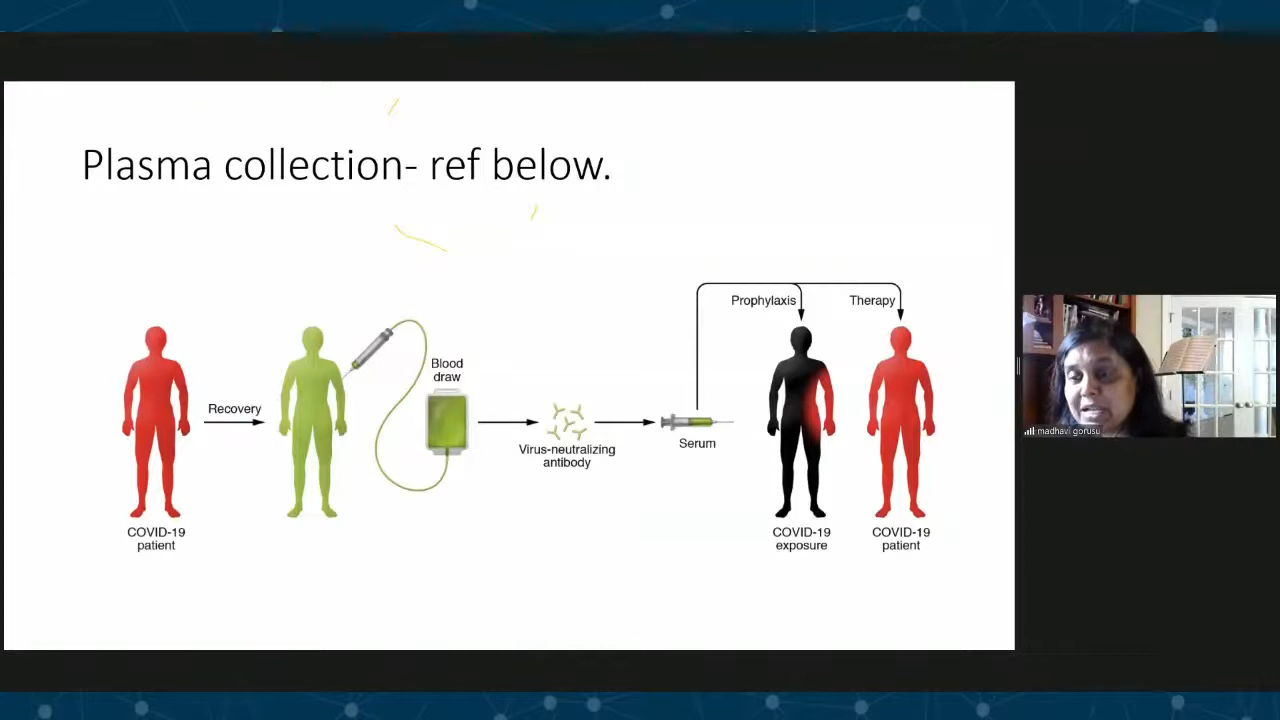 Plasma collection- ref below.
Prophylaxis
Therapy
Blood
draw
Recovery
Virus-neutralizing
antibody
Serum
COVID-19
patient
COVID-19
exposure
COVID-19
patient
madhavi gorusu